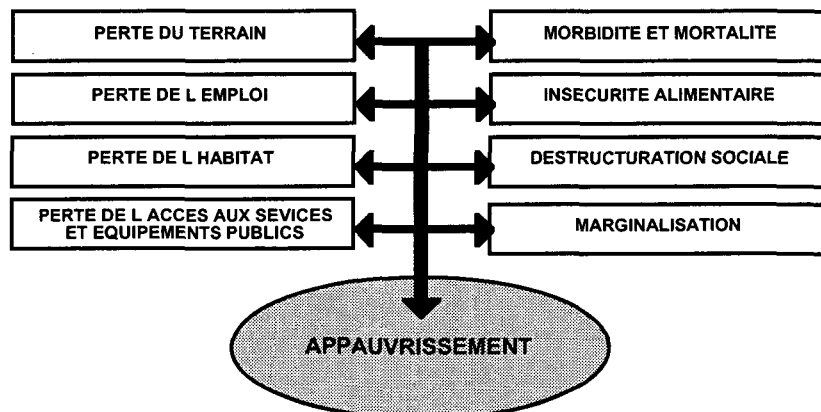 PERTE DU TERRAIN
MORBIDITE ET MORTALITE
PERTE DE L EMPLOI
INSECURITE ALIMENTAIRE
PERTE DE L HABITAT
DESTRUCTURATION SOCIALE
PERTE DE L ACCES AUX SEVICES
ET EQUIPEMENTS PUBLICS
MARGINALISATION
APPAUVRISSEMENT